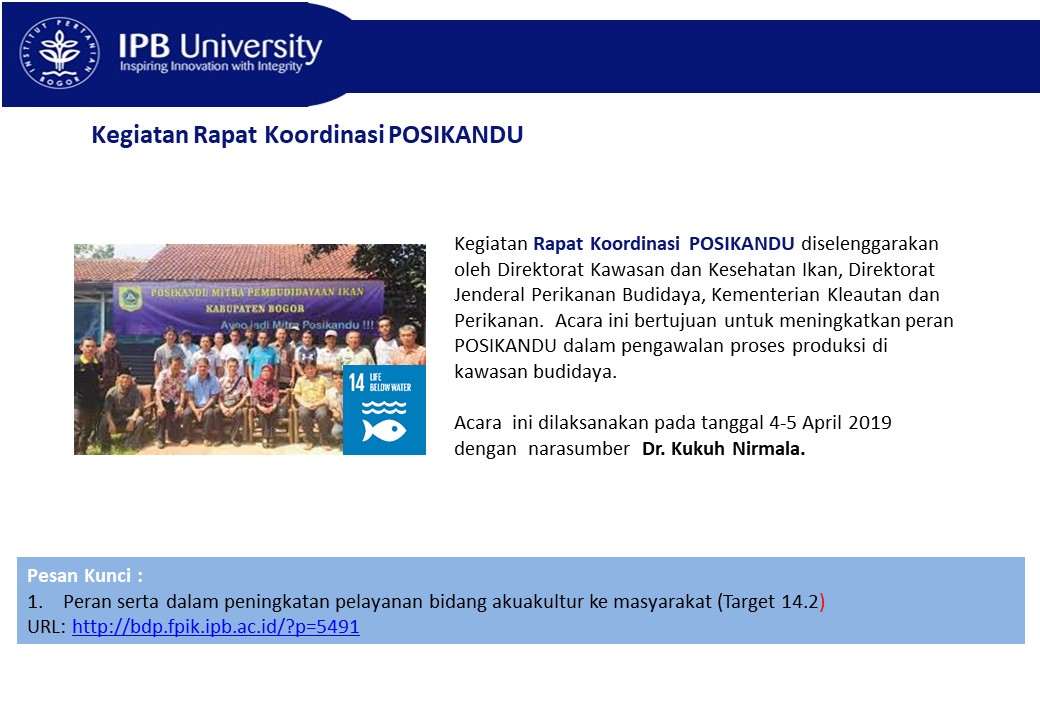 INSTITUT PERTANIAN BOGOR
IPB University
Inspiring Innovation with Integrity
Kegiatan Rapat Koordinasi POSIKANDU
POSIKANDU MITRA PEMBUDIDAYAAN IKAN
KABUPATEN BOGOR
Ayo jadi Mitra Posikandu !!!
14 LIFE
BELOW WATER
Kegiatan Rapat Koordinasi POSIKANDU diselenggarakan
oleh Direktorat Kawasan dan Kesehatan Ikan, Direktorat
Jenderal Perikanan Budidaya, Kementerian Kleautan dan
Perikanan. Acara ini bertujuan untuk meningkatkan peran
POSIKANDU dalam pengawalan proses produksi di
kawasan budidaya.
Acara ini dilaksanakan pada tanggal 4-5 April 2019
dengan narasumber Dr. Kukuh Nirmala.
Pesan Kunci :
1. Peran serta dalam peningkatan pelayanan bidang akuakultur ke masyarakat (Target 14.2)
URL: http://bdp.fpik.ipb.ac.id/?p=5491